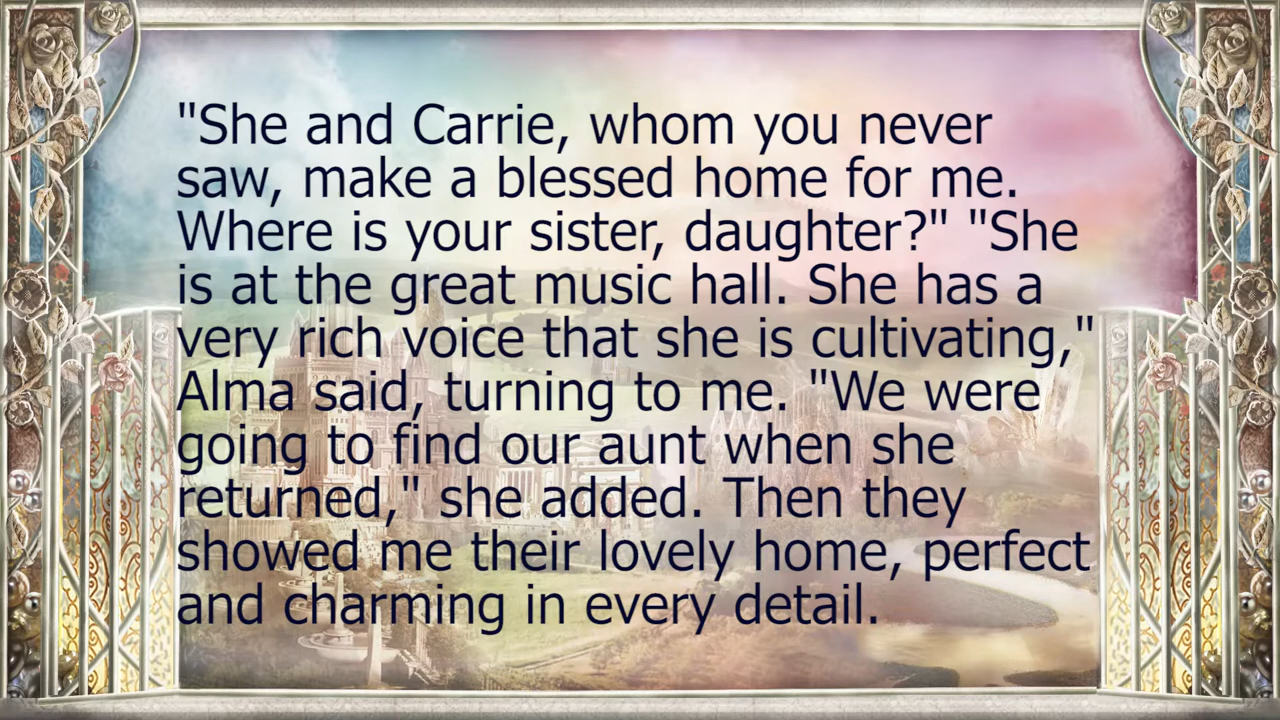 "She and Carrie, whom you never
saw, make a blessed home for me.
Where is your sister, daughter?" "She
is at the great music hall. She has a
very rich voice that she is cultivating,"
Alma said, turning to me. "We were
going to find our aunt when she
returned," she added. Then they
showed me their lovely home, perfect
and charming in every detail.